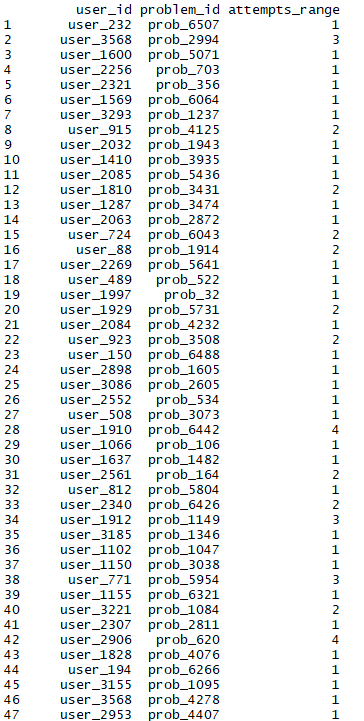 user_id problem_id attempts_range
1 user_232 prob_6507 1
2 user_3568 prob_2994 3
3 user_1600 prob_5071 1
4 user_2256 prob_703 1
5 user_2321 prob_356 1
6 user_1569 prob_6064 1
7 user_3293 prob_1237 1
8 user_915 prob_4125 2
9 user_2032 prob_1943 1
10 user_1410 prob_3935 1
11 user_2085 prob_5436 1
12 user_1810 prob_3431 2
13 user_1287 prob_3474 1
14 user_2063 prob_2872 1
15 user_724 prob_6043 2
16 user_88 prob_1914 2
17 user_2269 prob_5641 1
18 user_489 prob_522 1
19 user_1997 prob_32 1
20 user_1929 prob_5731 2
21 user_2084 prob_4232 1
22 user_923 prob_3508 2
23 user_150 prob_6488 1
24 user_2898 prob_1605 1
25 user_3086 prob_2605 1
26 user_2552 prob_534 1
27 user_508 prob_3073 1
28 user_1910 prob_6442 4
29 user_1066 prob_106 1
30 user_1637 prob_1482 1
31 user_2561 prob_164 2
32 user_812 prob_5804 1
33 user_2340 prob_6426 2
34 user_1912 prob_1149 3
35 user_3185 prob_1346 1
36 user_1102 prob_1047 1
37 user_1150 prob_3038 1
38 user_771 prob_5954 3
39 user_1155 prob_6321 1
40 user_3221 prob_1084 2
41 user_2307 prob_2811 1
42 user_2906 prob_620 4
43 user_1828 prob_4076 1
44 user_194 prob_6266 1
45 user_3155 prob_1095 1
46 user_3568 prob_4278 1
47 user_2953 prob_4407 1